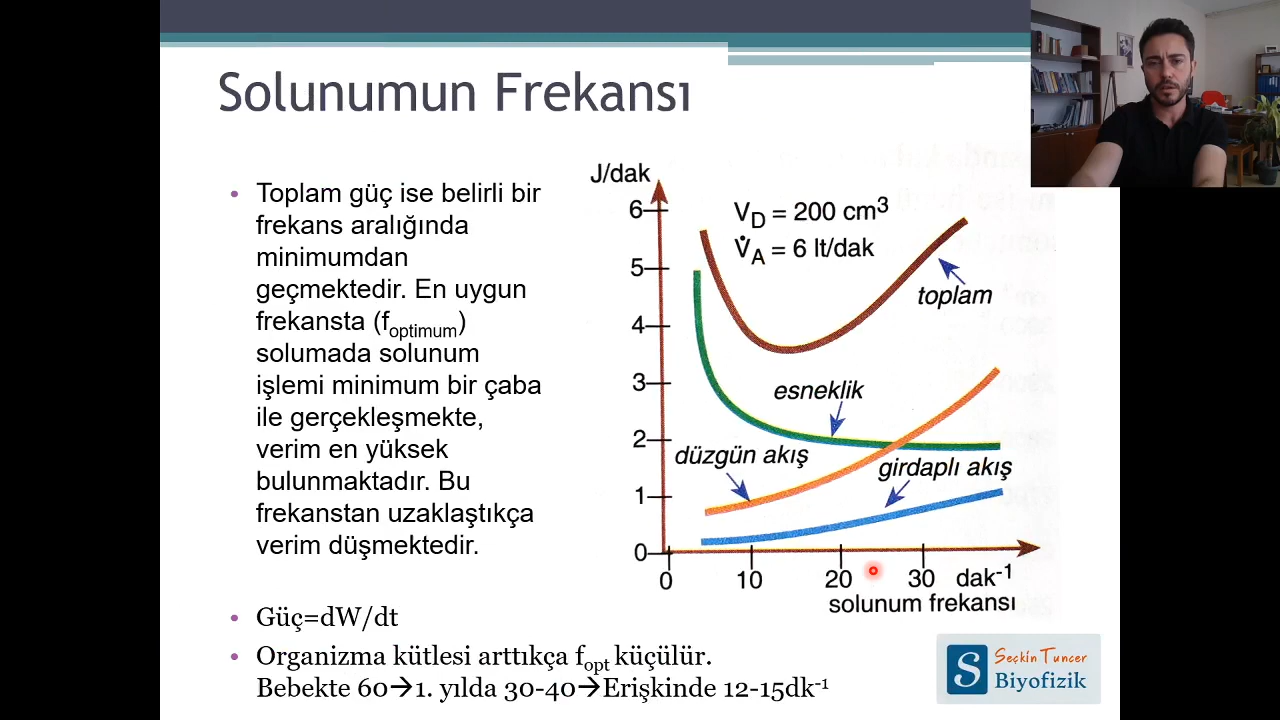 Solunumun Frekansı
• Toplam güç ise belirli bir
frekans aralığında
minimumdan
geçmektedir. En uygun
frekansta (foptimum)
solumada solunum
işlemi minimum bir çaba
ile gerçekleşmekte,
verim en yüksek
bulunmaktadır. Bu
frekanstan uzaklaştıkça
verim düşmektedir.
• Güç=dW/dt
• Organizma kütlesi arttıkça fopt küçülür.
Bebekte 60→1. yılda 30-40→Erişkinde 12-15dk-1
J/dak
6
5
4
3
2
1
0
VD = 200 cm³
V̇A = 6 lt/dak
toplam
esneklik
düzgün akış
girdaplı akış
0 10 20 30 dak-1
solunum frekansı
S
Seçkin Tuncer
Biyofizik